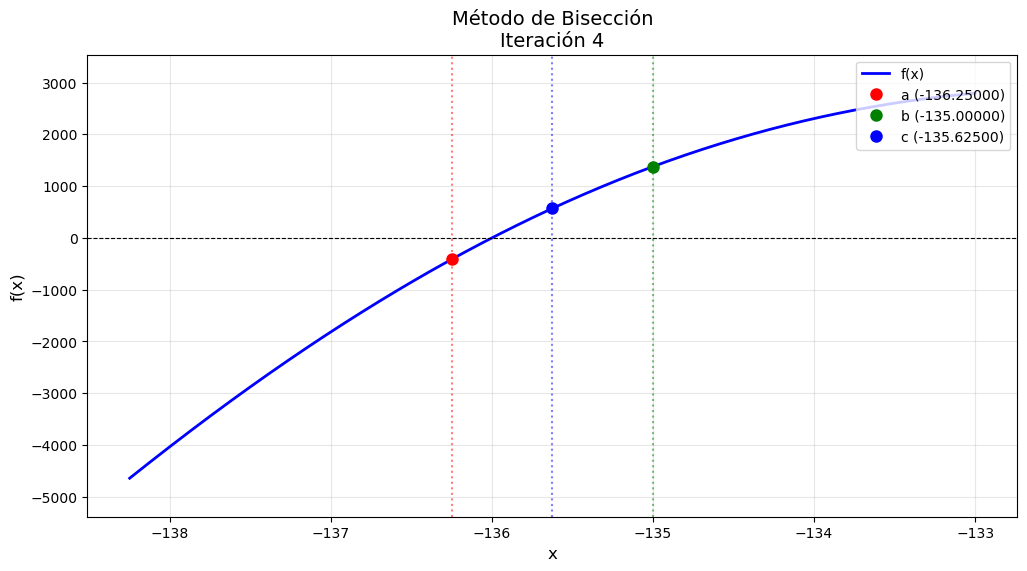 Método de Bisección
Iteración 4
f(x)
a (-136.25000)
b (-135.00000)
c (-135.62500)
3000
2000
1000
0
−1000
−2000
−3000
−4000
−5000
f(x)
−138
−137
−136
−135
−134
−133
x